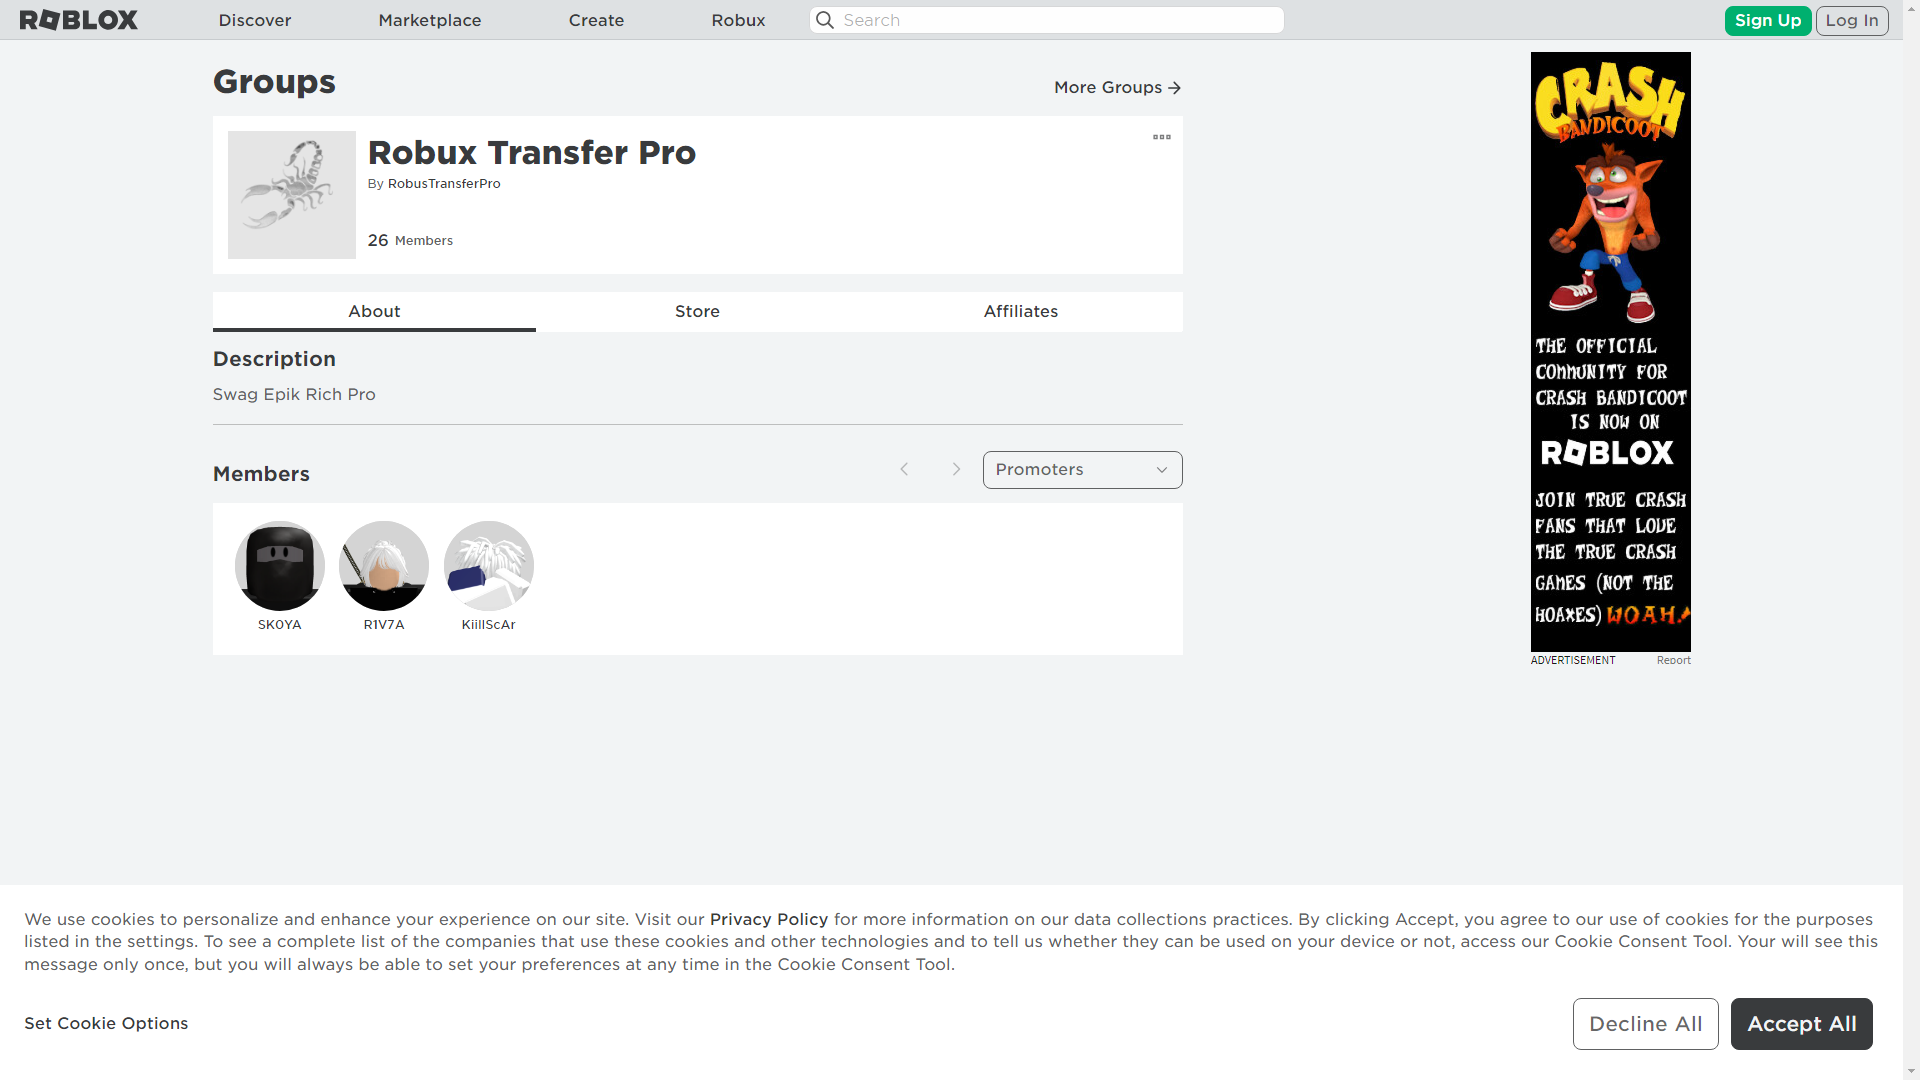 ROBLOX
Discover
Marketplace
Create
Robux
Search
Sign Up
Log In
Groups
More Groups
Robux Transfer Pro
By RobusTransferPro
26 Members
About
Store
Affiliates
Description
Swag Epik Rich Pro
Members
Promoters
SK0YA
R1V7A
KiillScAr
CRASH
BANDICOOT
THE OFFICIAL
COMMUNITY FOR
CRASH BANDICOOT
IS NOW ON
ROBLOX
JOIN TRUE CRASH
FANS THAT LOVE
THE TRUE CRASH
GAMES (NOT THE
HOAXES) WOAH!
ADVERTISEMENT
Report
We use cookies to personalize and enhance your experience on our site. Visit our Privacy Policy for more information on our data collections practices. By clicking Accept, you agree to our use of cookies for the purposes
listed in the settings. To see a complete list of the companies that use these cookies and other technologies and to tell us whether they can be used on your device or not, access our Cookie Consent Tool. Your will see this
message only once, but you will always be able to set your preferences at any time in the Cookie Consent Tool.
Set Cookie Options
Decline All
Accept All